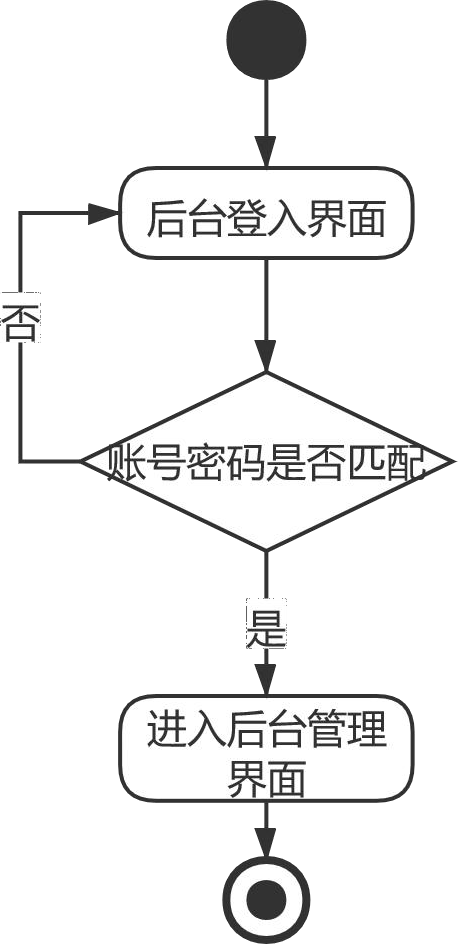 后台登入界面
否
账号密码是否匹配
是
进入后台管理
界面